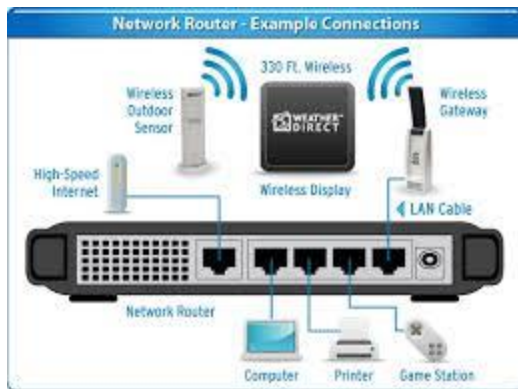 Network Router - Example Connections
330 Ft. Wireless
Wireless
Outdoor
Sensor
WEATHER
DIRECT
Wireless
Gateway
High-Speed
Internet
Wireless Display
LAN Cable
Network Router
Computer
Printer
Game Station